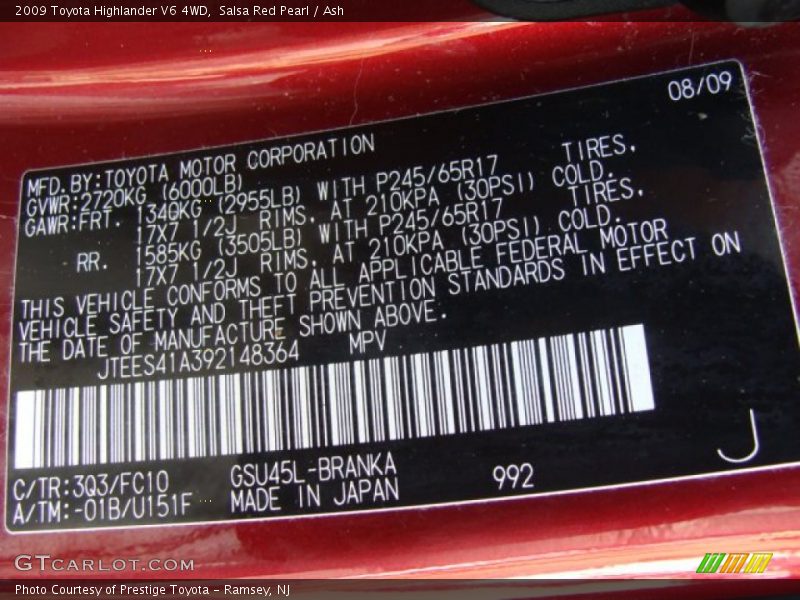 2009 Toyota Highlander V6 4WD, Salsa Red Pearl / Ash
08/09
MFD.BY:TOYOTA MOTOR CORPORATION
GVWR:2720KG (6000LB)
GAWR:FRT. 1340KG (2955LB) WITH P245/65R17 TIRES,
17X7 1/2J RIMS, AT 210KPA (30PSI) COLD.
RR. 1585KG (3505LB) WITH P245/65R17 TIRES,
17X7 1/2J RIMS, AT 210KPA (30PSI) COLD.
THIS VEHICLE CONFORMS TO ALL APPLICABLE FEDERAL MOTOR
VEHICLE SAFETY AND THEFT PREVENTION STANDARDS IN EFFECT ON
THE DATE OF MANUFACTURE SHOWN ABOVE.
JTEES41A392148364 MPV
C/TR:3Q3/FC10 GSU45L-BRANKA 992 J
A/TM:-01B/U151F MADE IN JAPAN
GTCARLOT.COM
Photo Courtesy of Prestige Toyota - Ramsey, NJ